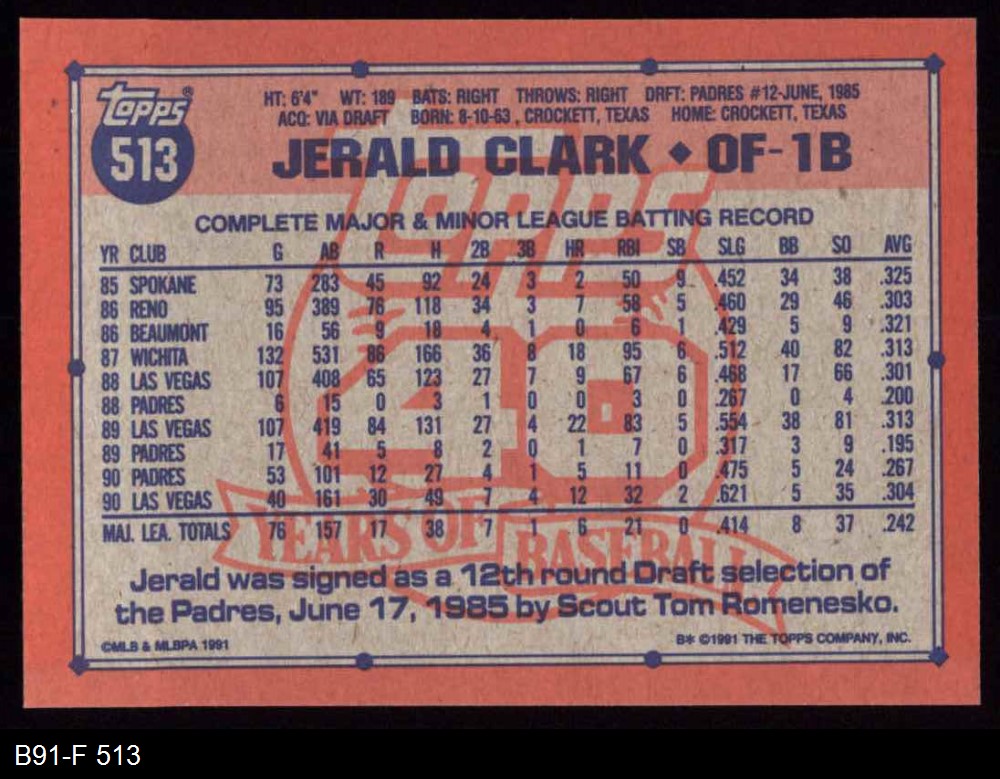 topps®
513
HT: 6'4" WT: 189 BATS: RIGHT THROWS: RIGHT DRFT: PADRES #12-JUNE, 1985
ACQ: VIA DRAFT BORN: 8-10-63 , CROCKETT, TEXAS HOME: CROCKETT, TEXAS
JERALD CLARK ◆ OF-1B
COMPLETE MAJOR & MINOR LEAGUE BATTING RECORD
YR CLUB G AB R H 2B 3B HR RBI SB SLG BB SO AVG
85 SPOKANE 73 283 45 92 24 3 2 50 9 .452 34 38 .325
86 RENO 95 389 76 118 34 3 7 58 5 .460 29 46 .303
86 BEAUMONT 16 56 9 18 4 1 0 6 1 .429 5 9 .321
87 WICHITA 132 531 86 166 36 8 18 95 6 .512 40 82 .313
88 LAS VEGAS 107 408 65 123 27 7 9 67 6 .468 17 66 .301
88 PADRES 6 15 0 3 1 0 0 3 0 .267 0 4 .200
89 LAS VEGAS 107 419 84 131 27 4 22 83 5 .554 38 81 .313
89 PADRES 17 41 5 8 2 0 1 7 0 .317 3 9 .195
90 PADRES 53 101 12 27 4 1 5 11 0 .475 5 24 .267
90 LAS VEGAS 40 161 30 49 7 4 12 32 2 .621 5 35 .304
MAJ. LEA. TOTALS 76 157 17 38 7 1 6 21 0 .414 8 37 .242
topps
40
YEARS OF BASEBALL
Jerald was signed as a 12th round Draft selection of
the Padres, June 17, 1985 by Scout Tom Romenesko.
©MLB & MLBPA 1991 B* ©1991 THE TOPPS COMPANY, INC.
B91-F 513